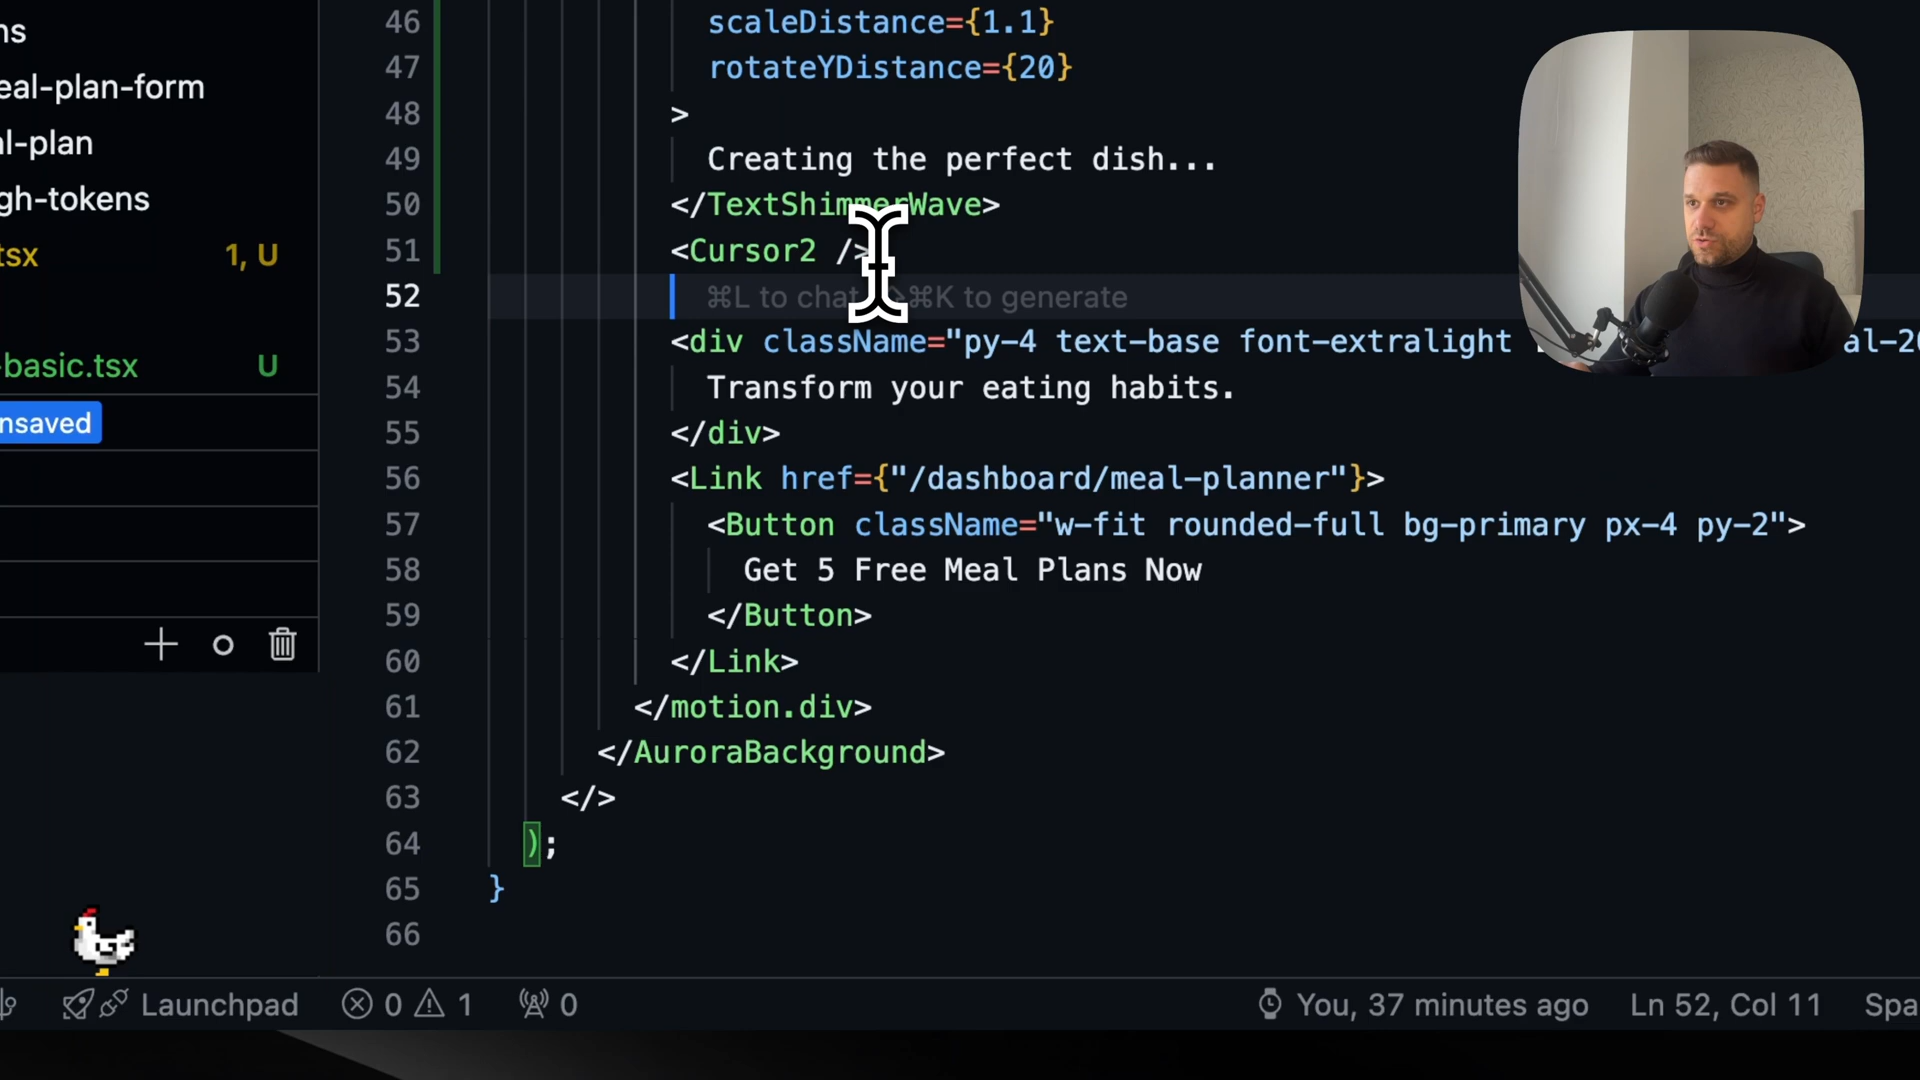 ns
eal-plan-form
al-plan
gh-tokens
tsx 1, U
-basic.tsx U
nsaved
46 scaleDistance={1.1}
47 rotateYDistance={20}
48 >
49 Creating the perfect dish...
50 </TextShimmerWave>
51 <Cursor2 />
52 ⌘L to chat, ⇧⌘K to generate
53 <div className="py-4 text-base font-extralight al-20
54 Transform your eating habits.
55 </div>
56 <Link href={"/dashboard/meal-planner"}>
57 <Button className="w-fit rounded-full bg-primary px-4 py-2">
58 Get 5 Free Meal Plans Now
59 </Button>
60 </Link>
61 </motion.div>
62 </AuroraBackground>
63 </>
64 );
65 }
66
Launchpad 0 1 0 You, 37 minutes ago Ln 52, Col 11 Spa